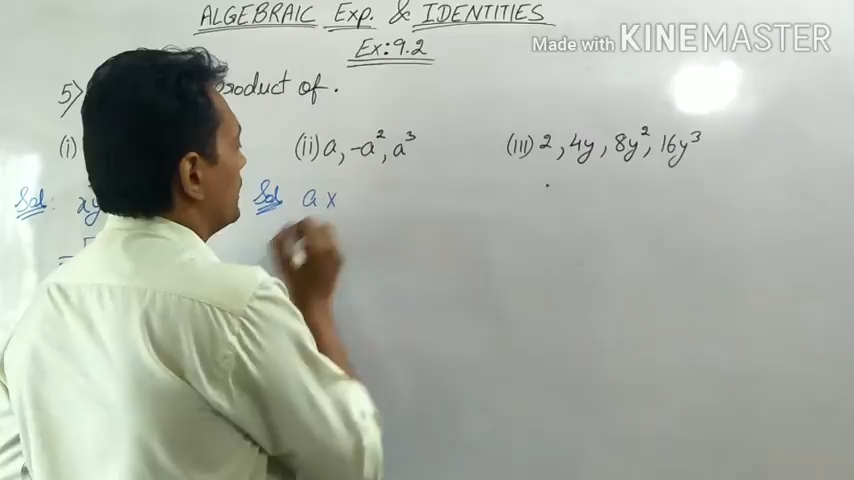 ALGEBRAIC Exp. & IDENTITIES
Made with KINEMASTER
Ex: 9.2
5) product of.
(i) (ii) a, -a², a³ (iii) 2, 4y, 8y², 16y³
Sol: xy Sol a x